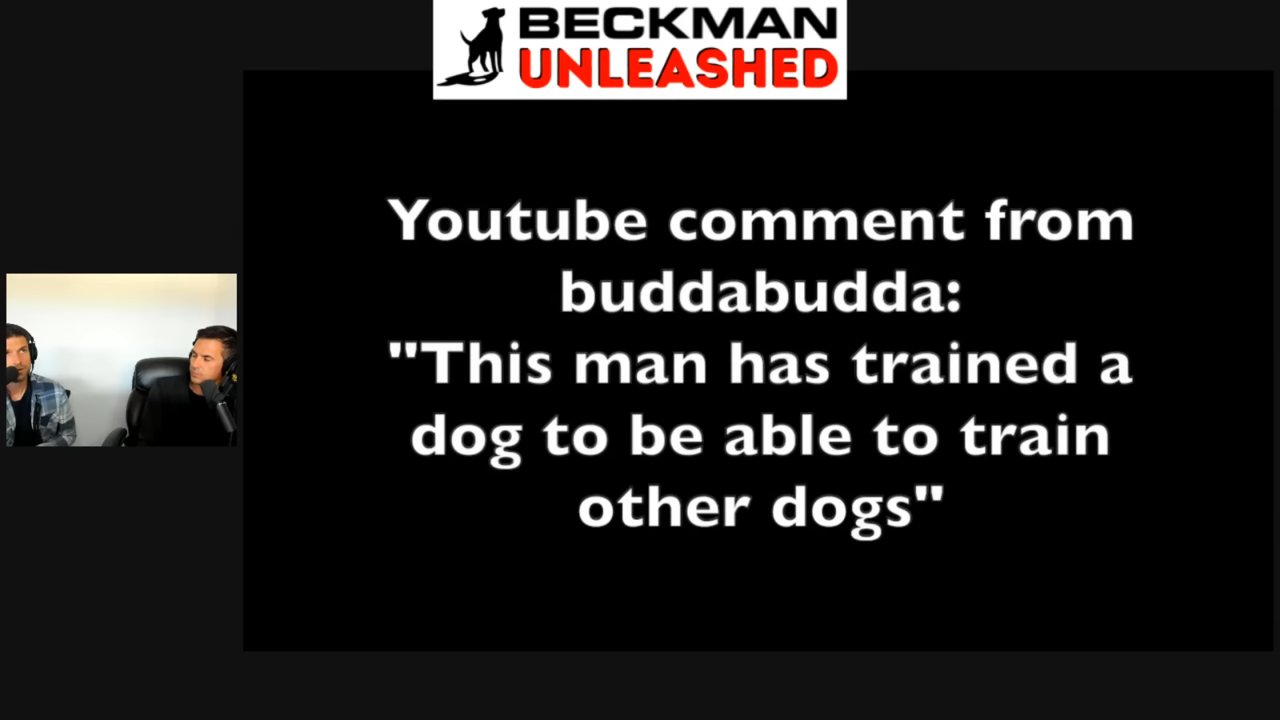 BECKMAN
UNLEASHED
Youtube comment from
buddabudda:
"This man has trained a
dog to be able to train
other dogs"